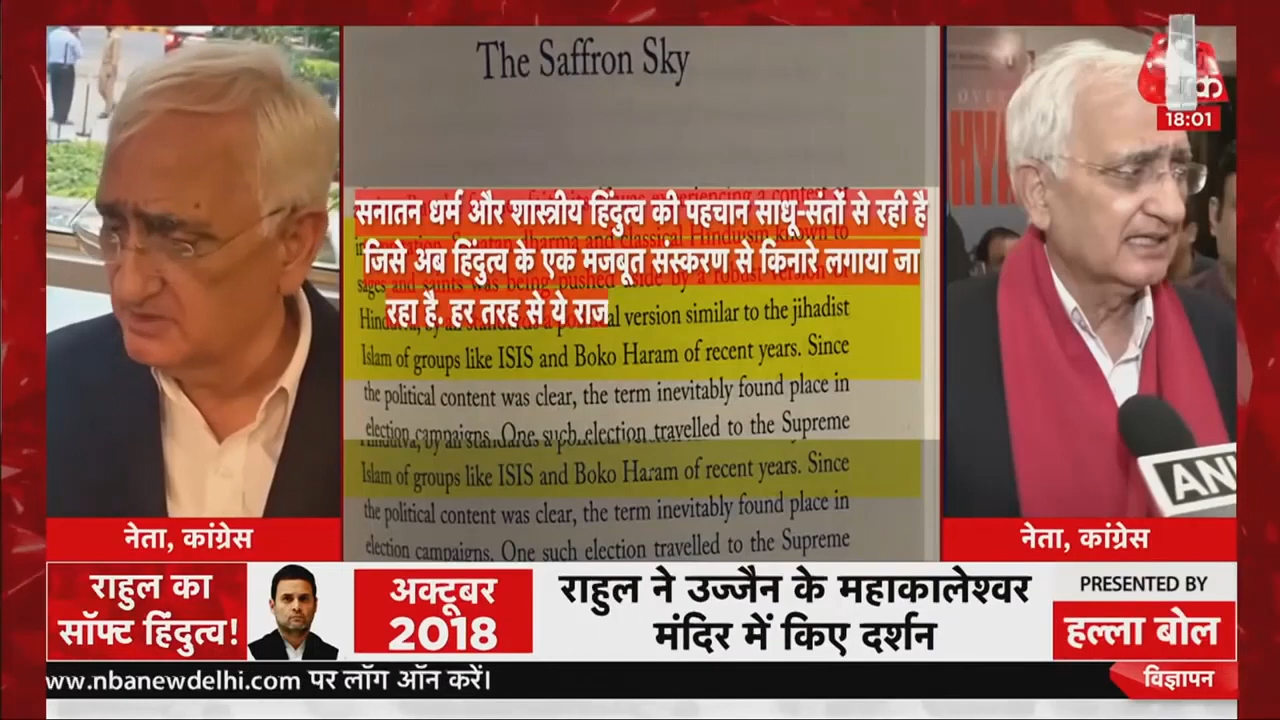 The Saffron Sky
सनातन धर्म और शास्त्रीय हिंदुत्व की पहचान साधू-संतों से रही है
जिसे अब हिंदुत्व के एक मजबूत संस्करण से किनारे लगाया जा
रहा है. हर तरह से ये राज
al version similar to the jihadist
Islam of groups like ISIS and Boko Haram of recent years. Since
the political content was clear, the term inevitably found place in
election campaigns. One such election travelled to the Supreme
Islam of groups like ISIS and Boko Haram of recent years. Since
the political content was clear, the term inevitably found place in
election campaigns. One such election travelled to the Supreme
तक
18:01
HY
ANI
नेता, कांग्रेस
नेता, कांग्रेस
राहुल का
सॉफ्ट हिंदुत्व!
अक्टूबर
2018
राहुल ने उज्जैन के महाकालेश्वर
मंदिर में किए दर्शन
PRESENTED BY
हल्ला बोल
www.nbanewdelhi.com पर लॉग ऑन करें।
विज्ञापन